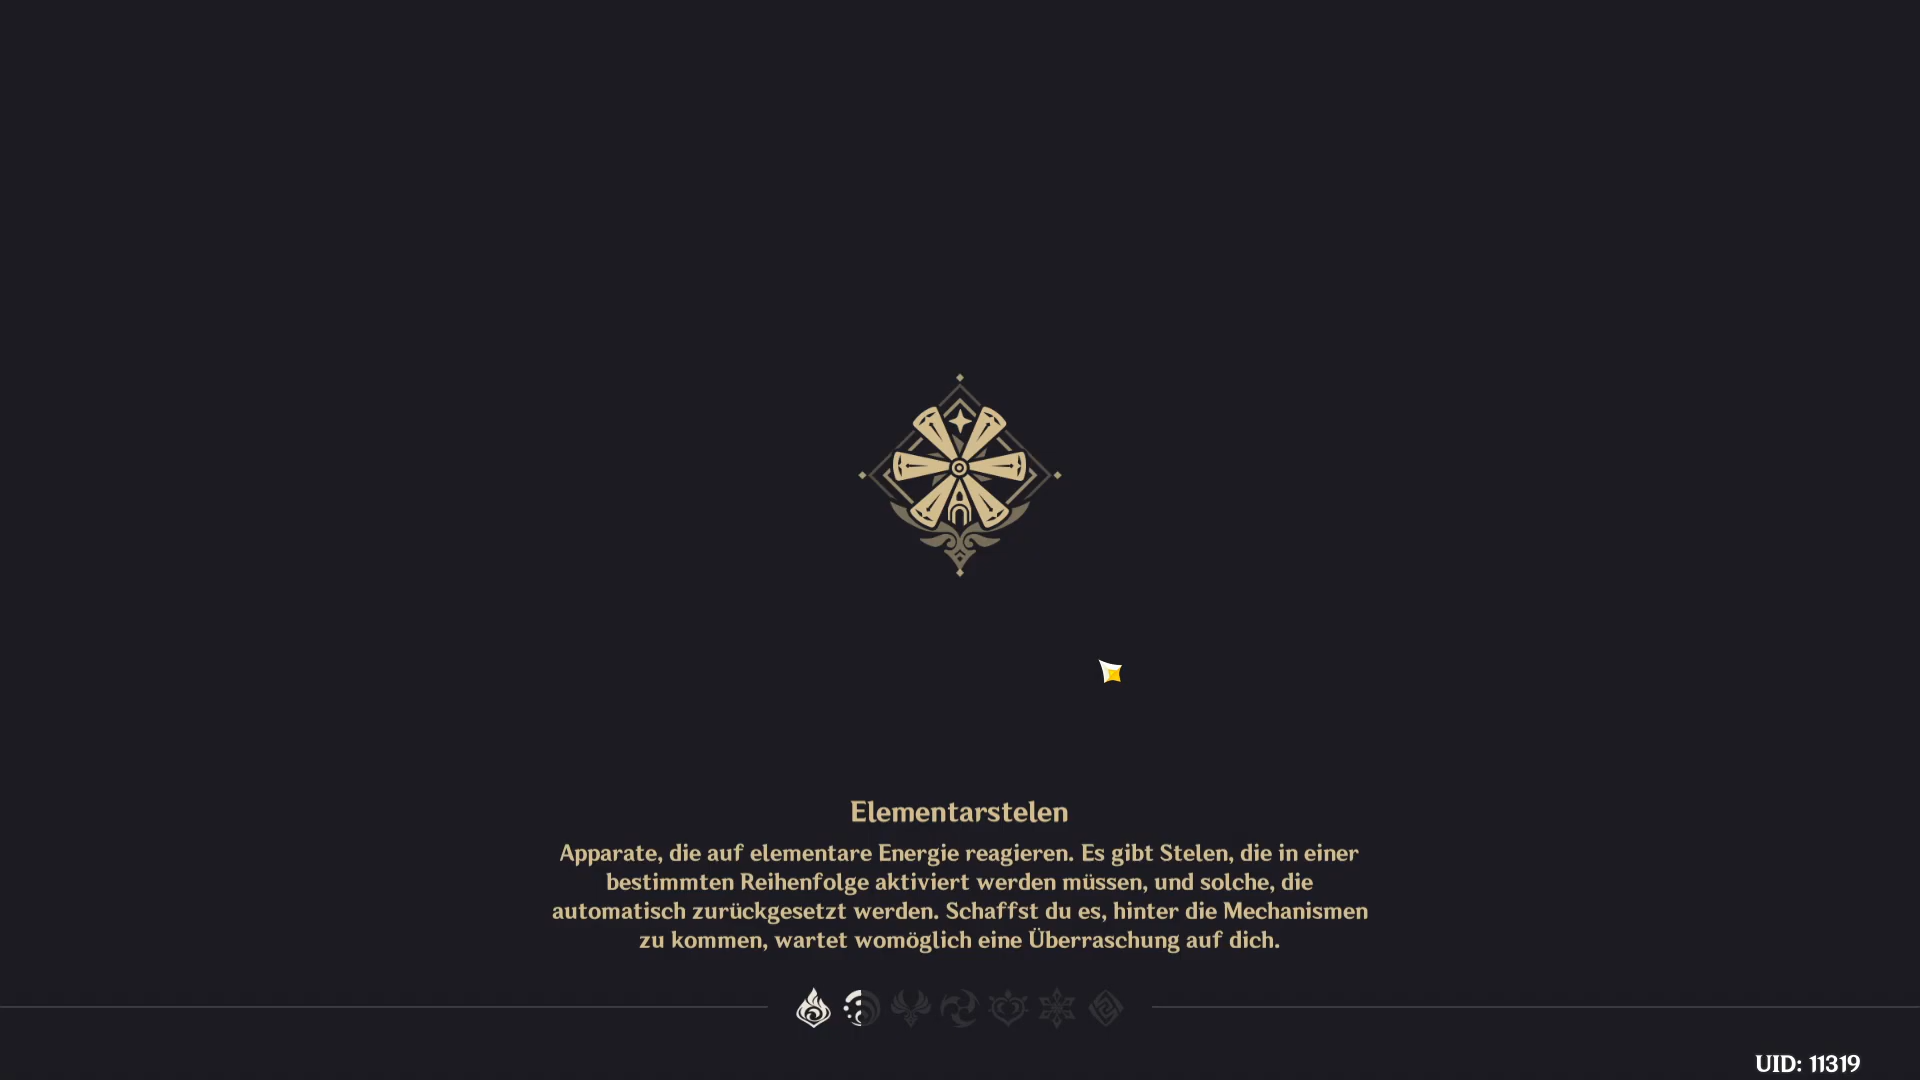 Elementarstelen
Apparate, die auf elementare Energie reagieren. Es gibt Stelen, die in einer
bestimmten Reihenfolge aktiviert werden müssen, und solche, die
automatisch zurückgesetzt werden. Schaffst du es, hinter die Mechanismen
zu kommen, wartet womöglich eine Überraschung auf dich.
UID: 11319